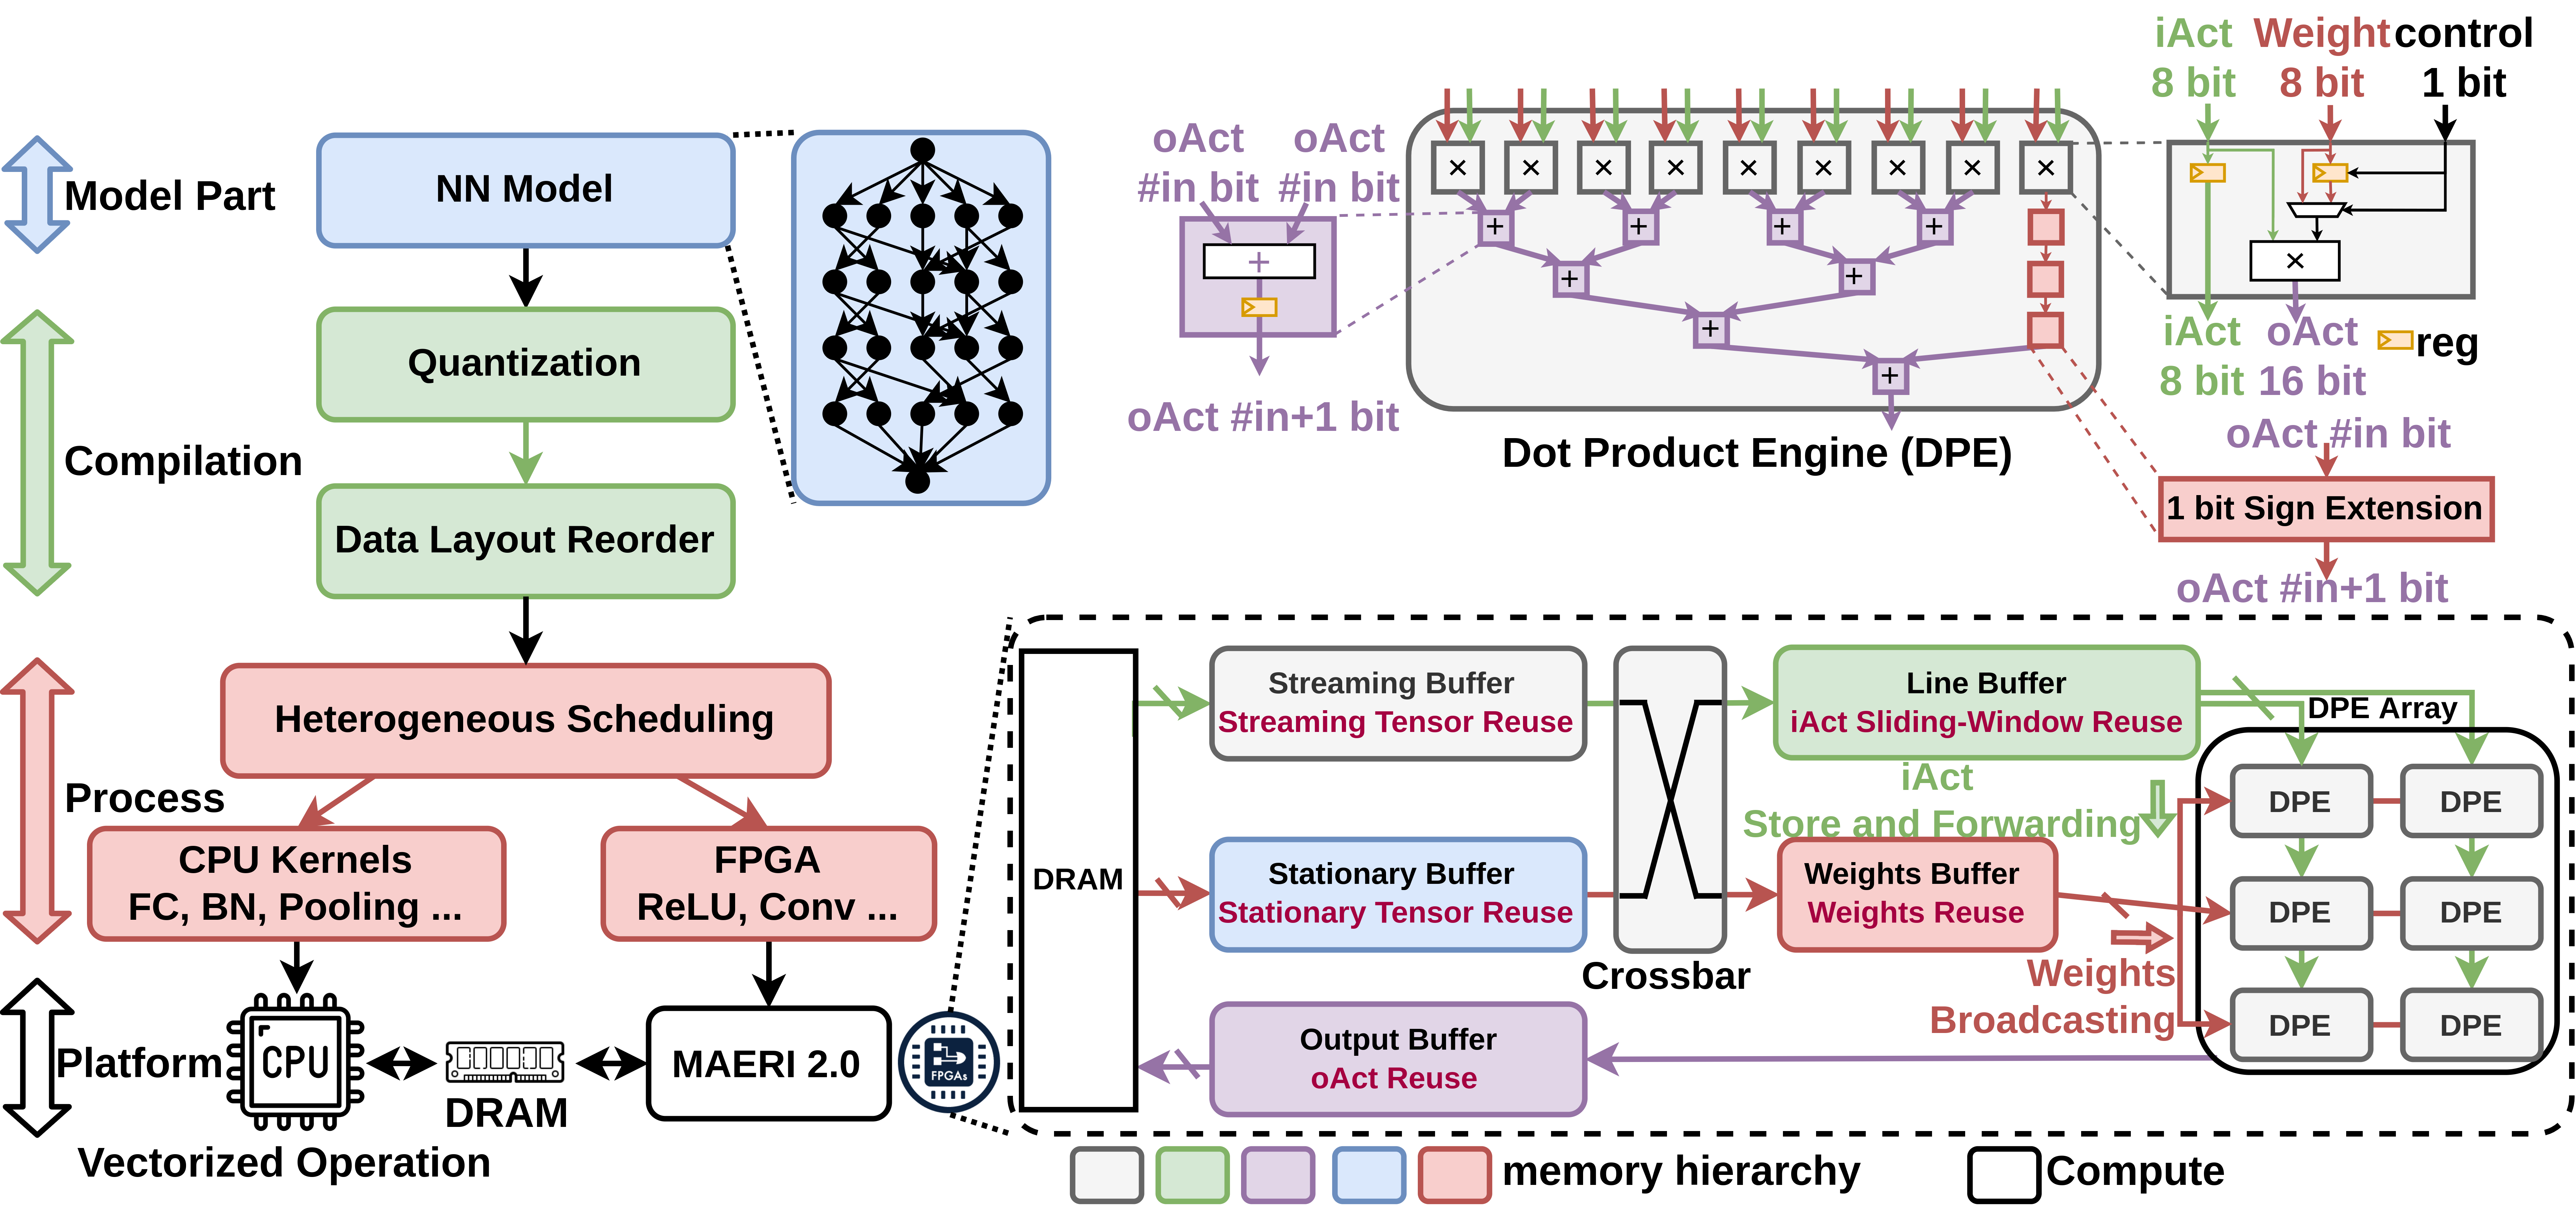 Model Part
Compilation
Process
Platform
NN Model
Quantization
Data Layout Reorder
Heterogeneous Scheduling
CPU Kernels
FC, BN, Pooling ...
FPGA
ReLU, Conv ...
CPU
DRAM
MAERI 2.0
FPGAs
Vectorized Operation
oAct
#in bit
oAct
#in bit
+
oAct #in+1 bit
× × × × × × × × ×
+ + + +
+ +
+
+
Dot Product Engine (DPE)
iAct
8 bit
Weight
8 bit
control
1 bit
×
iAct
8 bit
oAct
16 bit
reg
oAct #in bit
1 bit Sign Extension
oAct #in+1 bit
DRAM
Streaming Buffer
Streaming Tensor Reuse
Stationary Buffer
Stationary Tensor Reuse
Output Buffer
oAct Reuse
Crossbar
Line Buffer
iAct Sliding-Window Reuse
iAct
Store and Forwarding
Weights Buffer
Weights Reuse
Weights
Broadcasting
DPE Array
DPE DPE
DPE DPE
DPE DPE
memory hierarchy
Compute